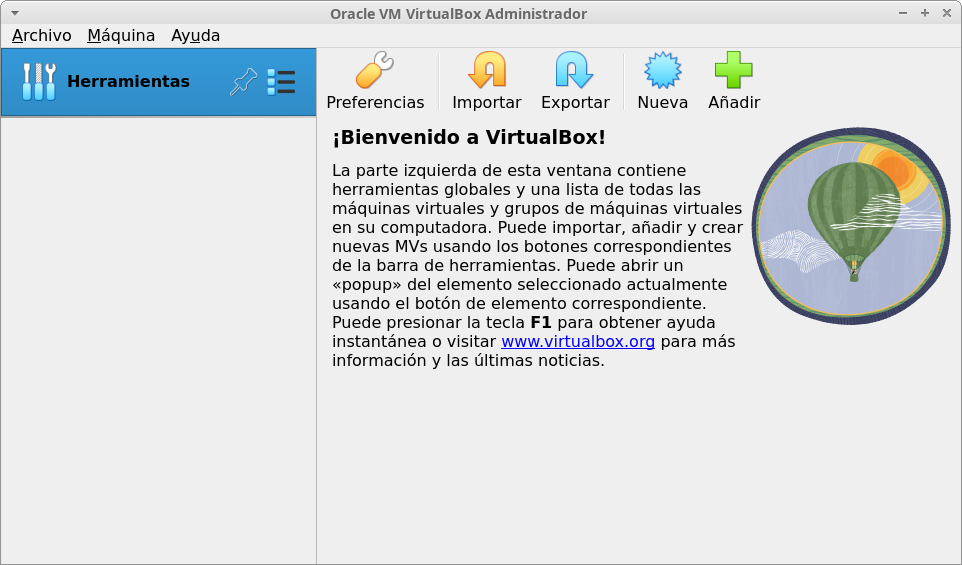 Oracle VM VirtualBox Administrador
Archivo Máquina Ayuda
Herramientas
Preferencias Importar Exportar Nueva Añadir
¡Bienvenido a VirtualBox!
La parte izquierda de esta ventana contiene
herramientas globales y una lista de todas las
máquinas virtuales y grupos de máquinas virtuales
en su computadora. Puede importar, añadir y crear
nuevas MVs usando los botones correspondientes
de la barra de herramientas. Puede abrir un
«popup» del elemento seleccionado actualmente
usando el botón de elemento correspondiente.
Puede presionar la tecla F1 para obtener ayuda
instantánea o visitar www.virtualbox.org para más
información y las últimas noticias.